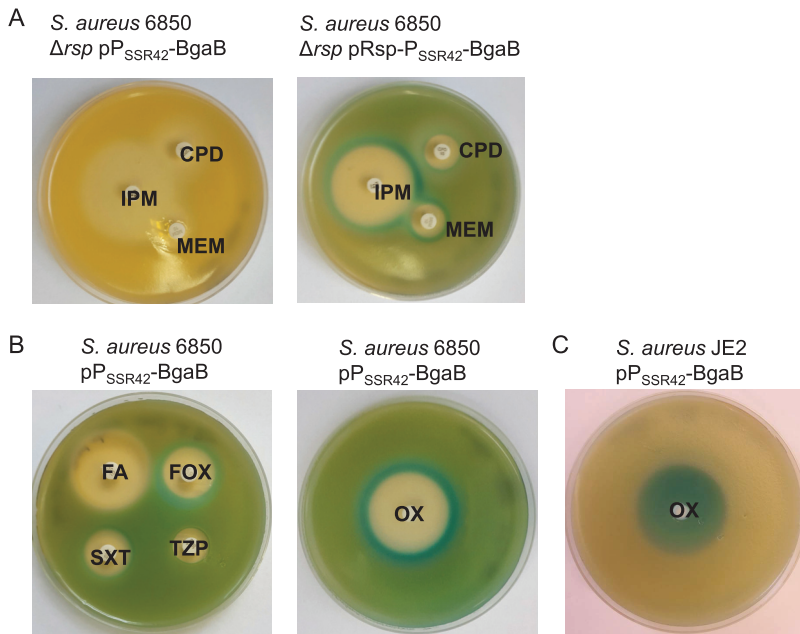 A
S. aureus 6850
Δrsp pPSSR42-BgaB
S. aureus 6850
Δrsp pRsp-PSSR42-BgaB
CPD
IPM
MEM
CPD
IPM
MEM
B
S. aureus 6850
pPSSR42-BgaB
S. aureus 6850
pPSSR42-BgaB
C
S. aureus JE2
pPSSR42-BgaB
FA
FOX
SXT
TZP
OX
OX